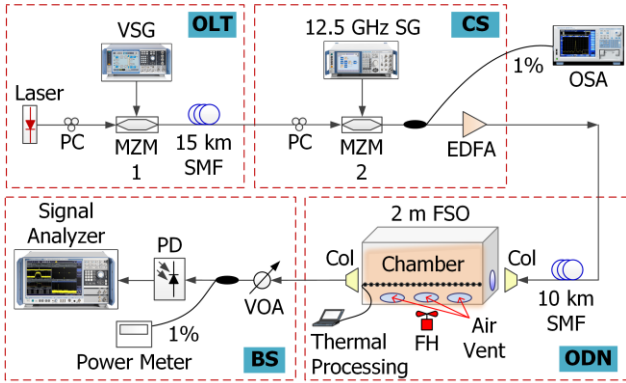 VSG
OLT
Laser
PC
MZM
1
15 km
SMF
12.5 GHz SG
CS
PC
MZM
2
1%
OSA
EDFA
Signal
Analyzer
PD
VOA
1%
Power Meter
BS
2 m FSO
Col
Chamber
Col
10 km
SMF
Thermal
Processing
FH
Air
Vent
ODN